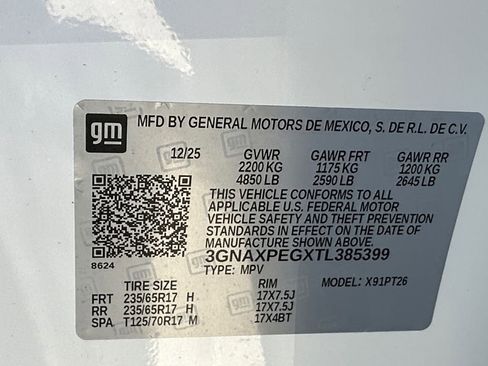 gm
MFD BY GENERAL MOTORS DE MEXICO, S. DE R.L. DE C.V.
12/25 GVWR GAWR FRT GAWR RR
2200 KG 1175 KG 1200 KG
4850 LB 2590 LB 2645 LB
THIS VEHICLE CONFORMS TO ALL
APPLICABLE U.S. FEDERAL MOTOR
VEHICLE SAFETY AND THEFT PREVENTION
STANDARDS IN EFFECT ON THE DATE OF
MANUFACTURE SHOWN ABOVE.
3GNAXPEGXTL385399
8624 TYPE: MPV MODEL: X91PT26
TIRE SIZE RIM
FRT 235/65R17 H 17X7.5J
RR 235/65R17 H 17X7.5J
SPA T125/70R17 M 17X4BT